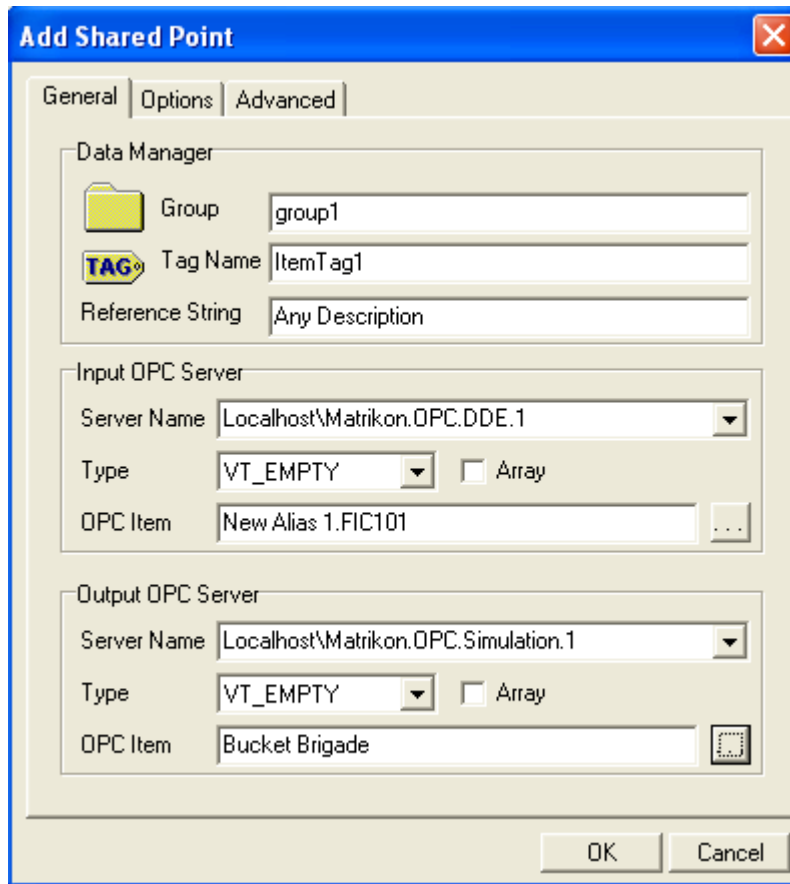 Add Shared Point
General Options Advanced
Data Manager
Group group1
TAG Tag Name ItemTag1
Reference String Any Description
Input OPC Server
Server Name Localhost\Matrikon.OPC.DDE.1
Type VT_EMPTY Array
OPC Item New Alias 1.FIC101 ...
Output OPC Server
Server Name Localhost\Matrikon.OPC.Simulation.1
Type VT_EMPTY Array
OPC Item Bucket Brigade ...
OK Cancel